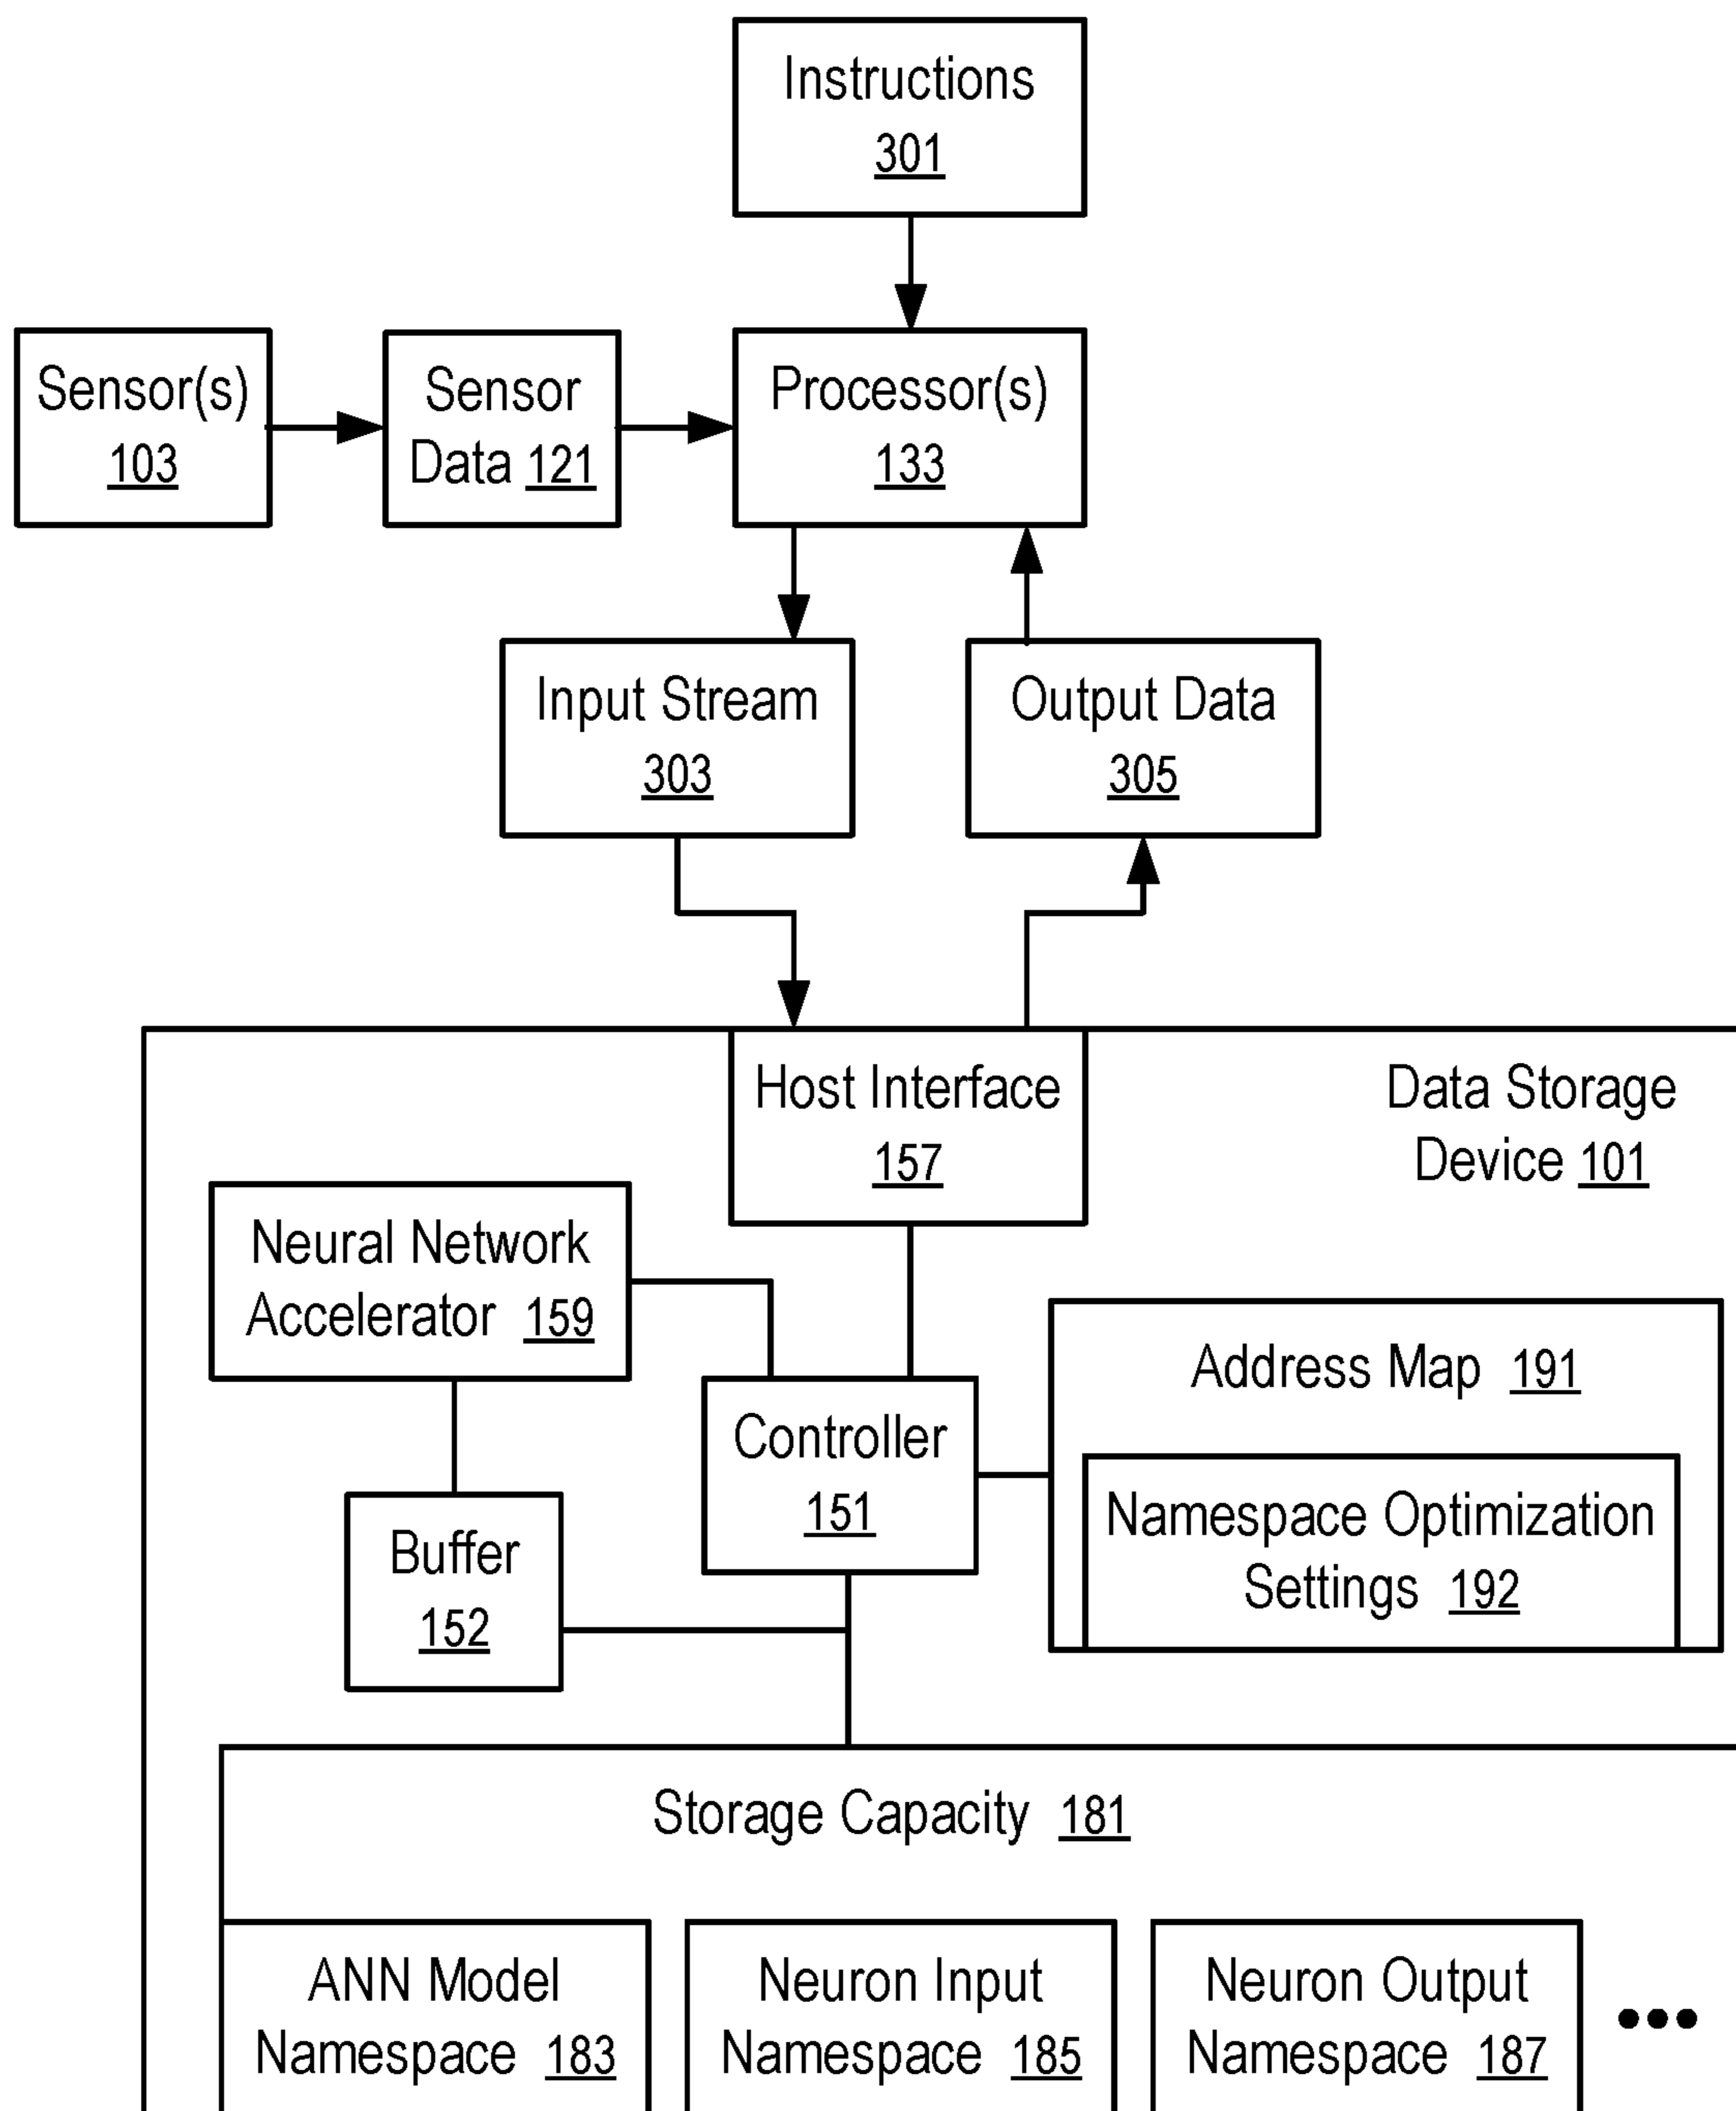 Instructions
301
Sensor(s)
103
Sensor
Data 121
Processor(s)
133
Input Stream
303
Output Data
305
Host Interface
157
Data Storage
Device 101
Neural Network
Accelerator 159
Address Map 191
Controller
151
Namespace Optimization
Settings 192
Buffer
152
Storage Capacity 181
ANN Model
Namespace 183
Neuron Input
Namespace 185
Neuron Output
Namespace 187
•••